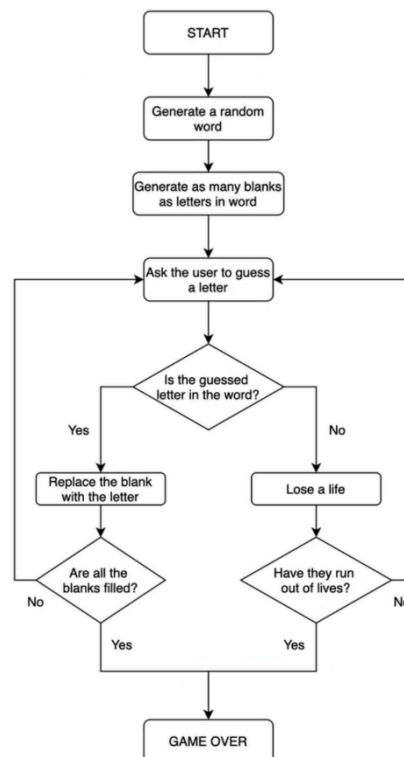 START
Generate a random
word
Generate as many blanks
as letters in word
Ask the user to guess
a letter
Is the guessed
letter in the word?
Yes
No
Replace the blank
with the letter
Lose a life
Are all the
blanks filled?
Have they run
out of lives?
No
No
Yes
Yes
GAME OVER